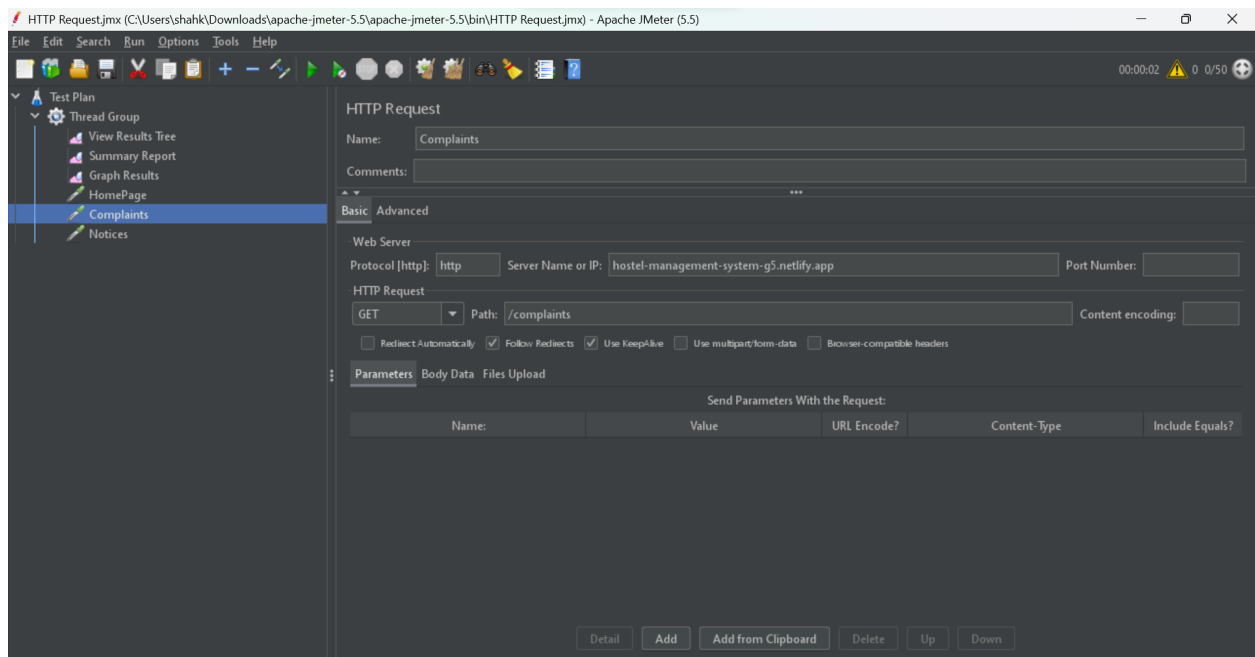 HTTP Request.jmx (C:\Users\shahk\Downloads\apache-jmeter-5.5\apache-jmeter-5.5\bin\HTTP Request.jmx) - Apache JMeter (5.5)
File Edit Search Run Options Tools Help
00:00:02 0 0/50
Test Plan
Thread Group
View Results Tree
Summary Report
Graph Results
HomePage
Complaints
Notices
HTTP Request
Name: Complaints
Comments:
Basic Advanced
Web Server
Protocol [http]: http Server Name or IP: hostel-management-system-g5.netlify.app Port Number:
HTTP Request
GET Path: /complaints Content encoding:
Redirect Automatically Follow Redirects Use KeepAlive Use multipart/form-data Browser-compatible headers
Parameters Body Data Files Upload
Send Parameters With the Request:
Name: Value URL Encode? Content-Type Include Equals?
Detail Add Add from Clipboard Delete Up Down